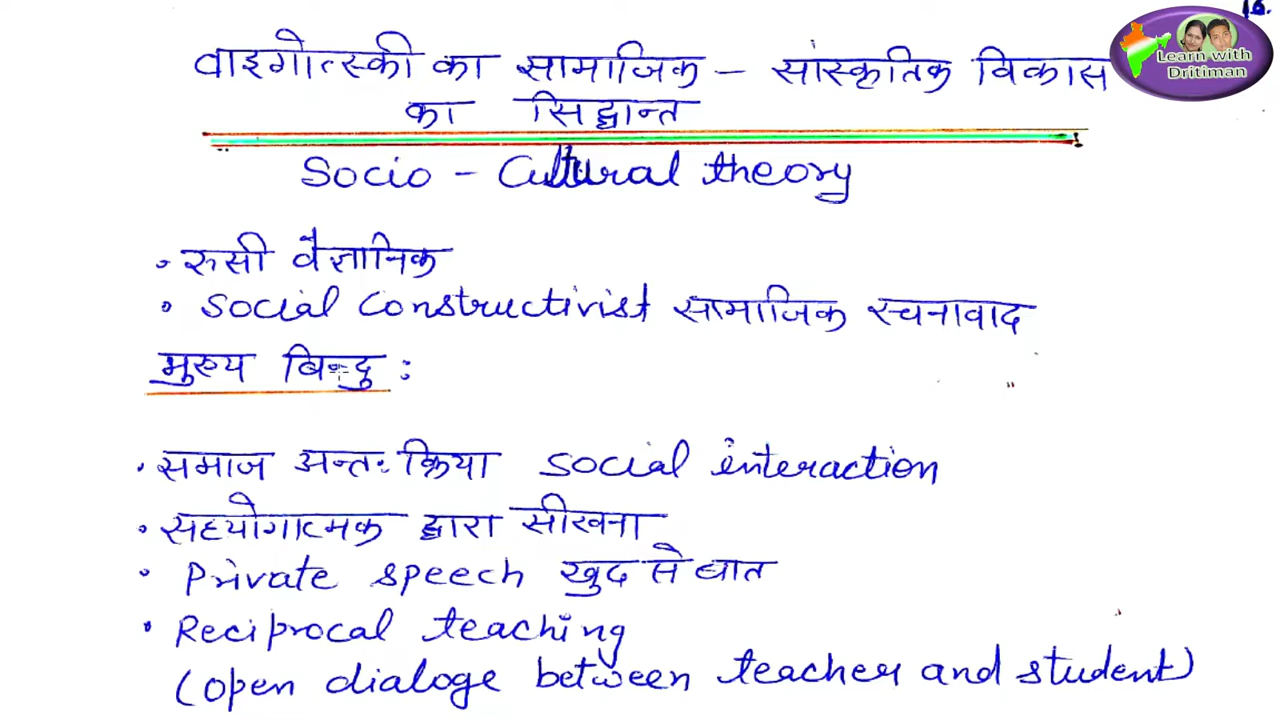 16.
Learn with
Dritiman
वाइगोत्स्की का सामाजिक – सांस्कृतिक विकास
का सिद्धान्त
Socio - Cultural theory
• रुसी वैज्ञानिक
• Social Constructivist सामाजिक रचनावाद
मुख्य बिन्दु :
• समाज अन्तः क्रिया social interaction
• सहयोगात्मक द्वारा सीखना
• Private speech खुद से बात
• Reciprocal teaching
(open dialoge between teacher and student)